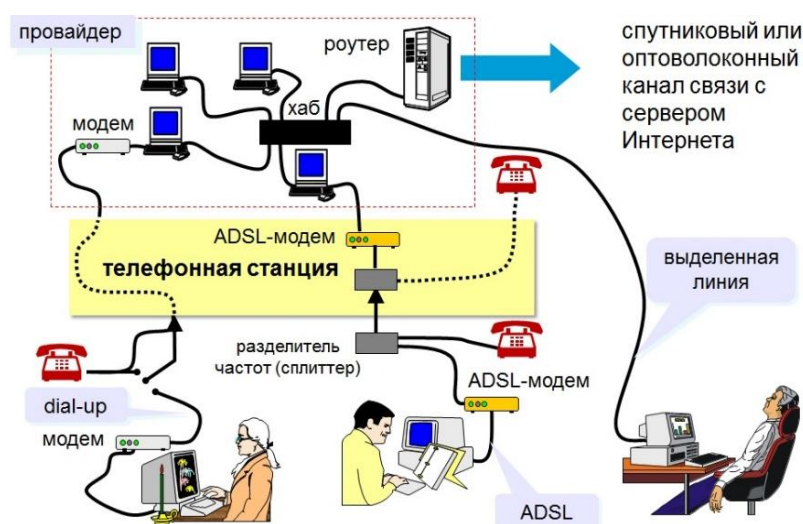 провайдер
роутер
хаб
модем
спутниковый или
оптоволоконный
канал связи с
сервером
Интернета
ADSL-модем
телефонная станция
выделенная
линия
разделитель
частот (сплиттер)
ADSL-модем
dial-up
модем
ADSL